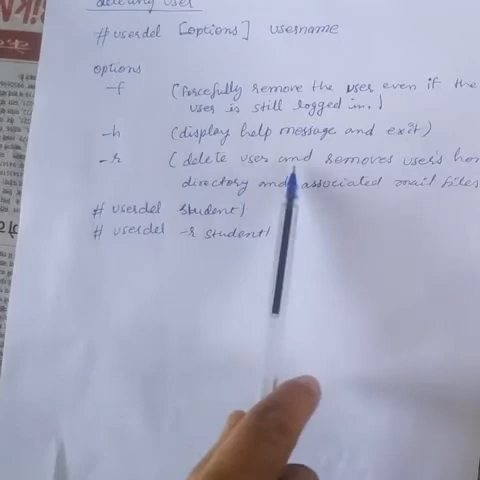 deleting user
# userdel [options] username
options
-f (forcefully remove the user even if the
user is still logged in.)
-h (display help message and exit)
-r (delete user and removes user's hom
directory and associated mail files
# userdel student1
# userdel -r student1